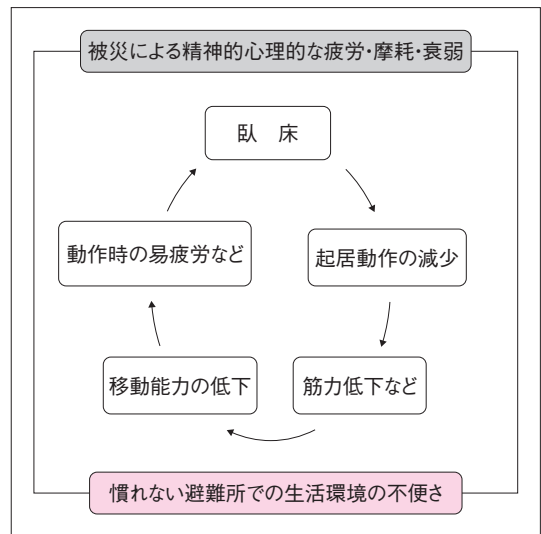 被災による精神的心理的な疲労・摩耗・衰弱
臥　床
動作時の易疲労など
起居動作の減少
移動能力の低下
筋力低下など
慣れない避難所での生活環境の不便さ